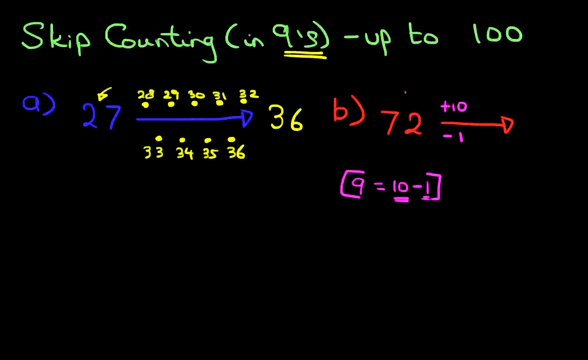 Skip Counting (in 9's) - up to 100
28 29 30 31 32
a) 27 36
33 34 35 36
b) 72 +10
-1
[9 = 10 - 1]